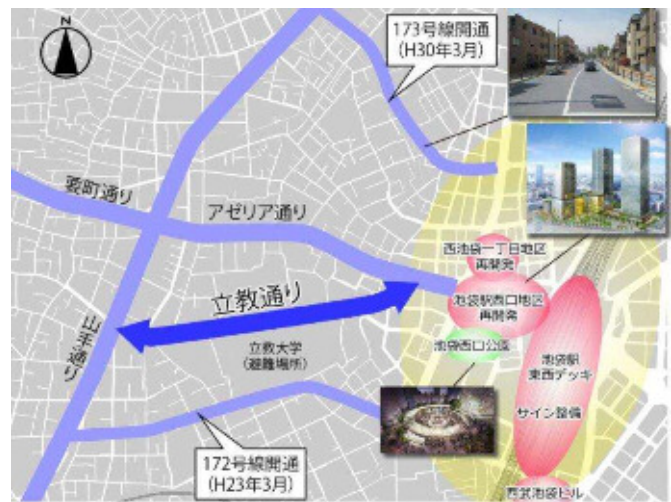 173号線開通
(H30年3月)
要町通り
アゼリア通り
西池袋一丁目地区
再開発
立教通り
池袋駅西口地区
再開発
山手通り
立教大学
(避難場所)
池袋西口公園
池袋駅
東西デッキ
サイン整備
172号線開通
(H23年3月)
西武池袋ビル